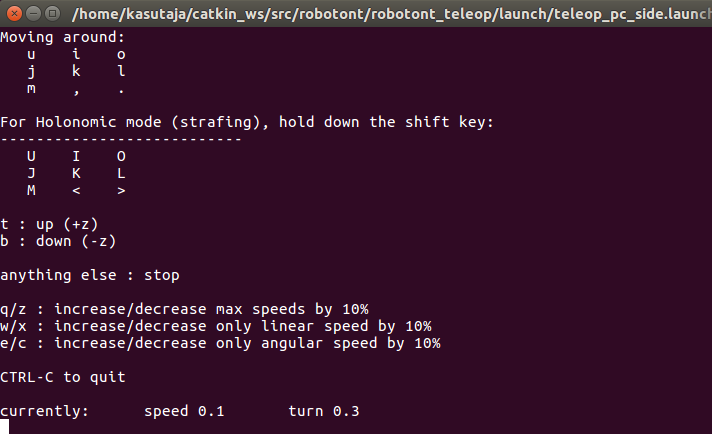 /home/kasutaja/catkin_ws/src/robotont/robotont_teleop/launch/teleop_pc_side.launch
Moving around:
   u    i    o
   j    k    l
   m    ,    .
For Holonomic mode (strafing), hold down the shift key:
---------------------------
   U    I    O
   J    K    L
   M    <    >
t : up (+z)
b : down (-z)
anything else : stop
q/z : increase/decrease max speeds by 10%
w/x : increase/decrease only linear speed by 10%
e/c : increase/decrease only angular speed by 10%
CTRL-C to quit
currently:      speed 0.1       turn 0.3